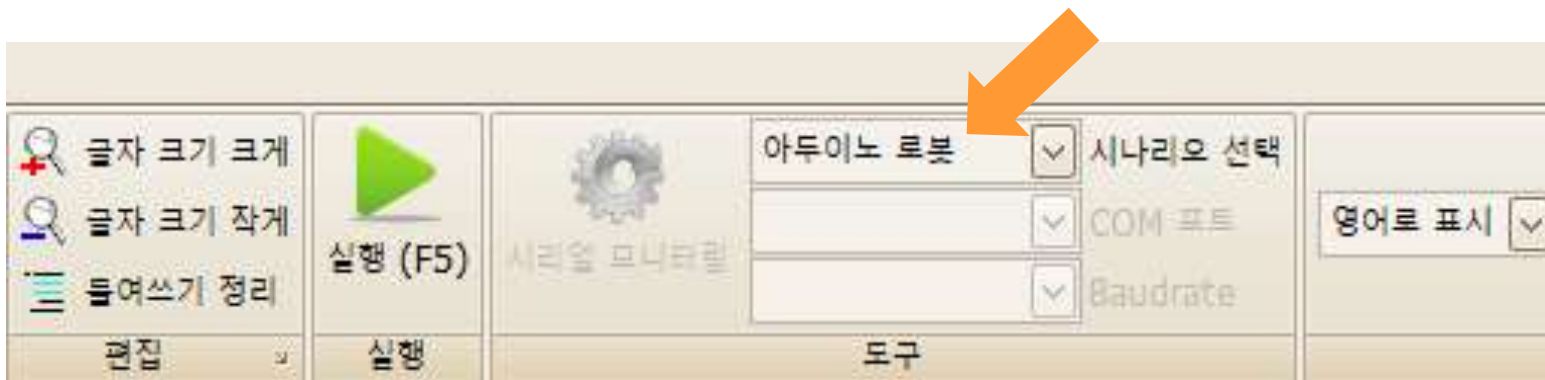 글자 크기 크게
글자 크기 작게
들여쓰기 정리
편집
실행 (F5)
실행
시리얼 모니터링
아두이노 로봇
시나리오 선택
COM 포트
Baudrate
도구
영어로 표시